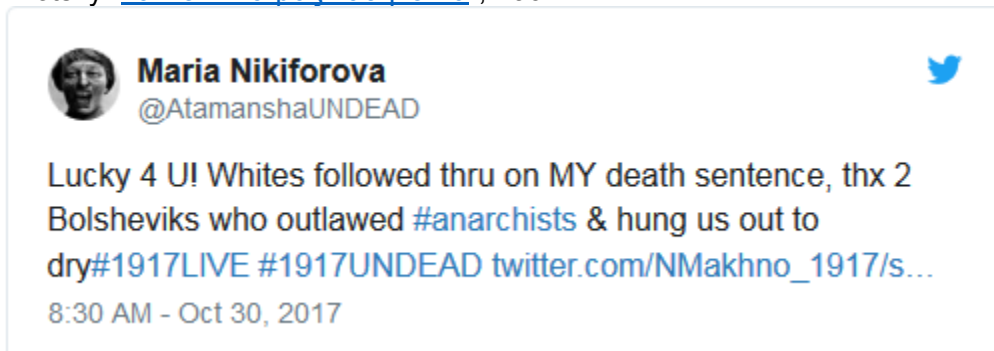 Maria Nikiforova
@AtamanshaUNDEAD
Lucky 4 U! Whites followed thru on MY death sentence, thx 2
Bolsheviks who outlawed #anarchists & hung us out to
dry#1917LIVE #1917UNDEAD twitter.com/NMakhno_1917/s…
8:30 AM - Oct 30, 2017